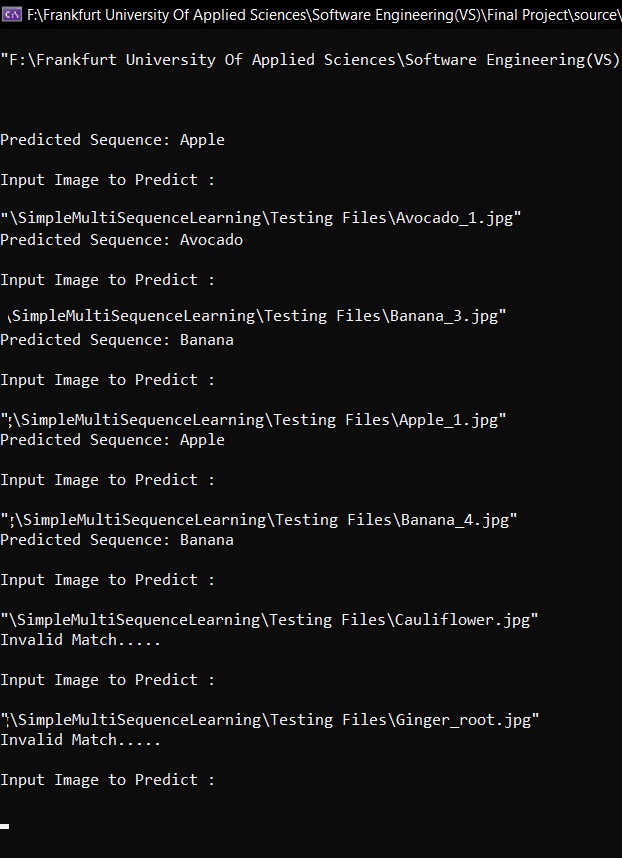 F:\Frankfurt University Of Applied Sciences\Software Engineering(VS)\Final Project\source\
"F:\Frankfurt University Of Applied Sciences\Software Engineering(VS)
Predicted Sequence: Apple
Input Image to Predict :
"\SimpleMultiSequenceLearning\Testing Files\Avocado_1.jpg"
Predicted Sequence: Avocado
Input Image to Predict :
\SimpleMultiSequenceLearning\Testing Files\Banana_3.jpg"
Predicted Sequence: Banana
Input Image to Predict :
"\SimpleMultiSequenceLearning\Testing Files\Apple_1.jpg"
Predicted Sequence: Apple
Input Image to Predict :
"\SimpleMultiSequenceLearning\Testing Files\Banana_4.jpg"
Predicted Sequence: Banana
Input Image to Predict :
"\SimpleMultiSequenceLearning\Testing Files\Cauliflower.jpg"
Invalid Match.....
Input Image to Predict :
"\SimpleMultiSequenceLearning\Testing Files\Ginger_root.jpg"
Invalid Match.....
Input Image to Predict :